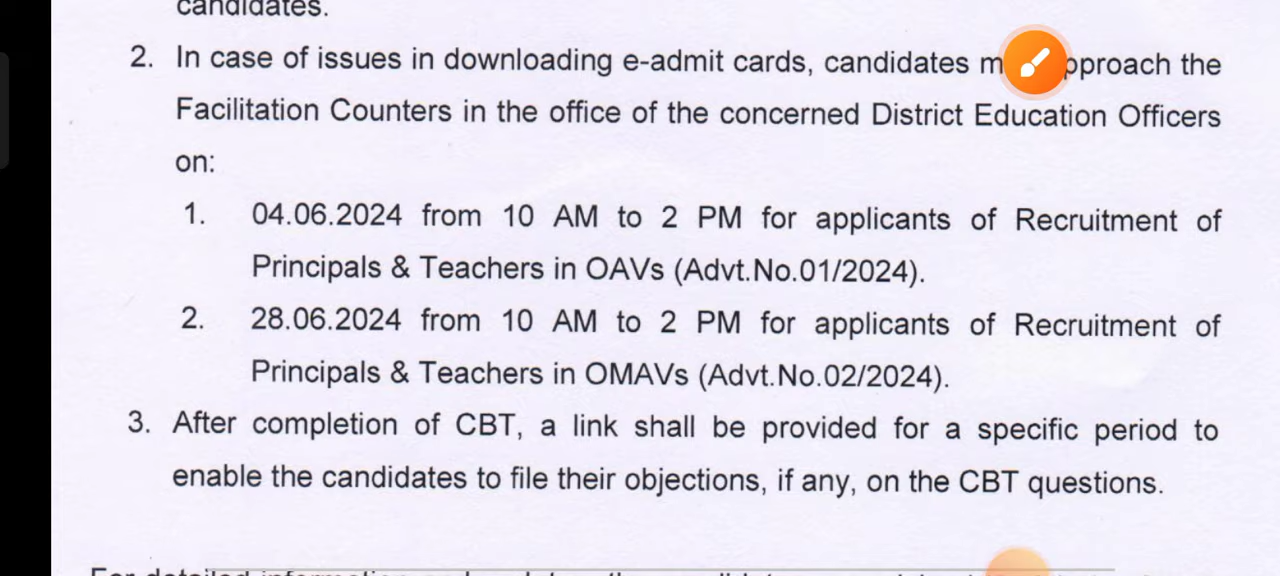 candidates.
2. In case of issues in downloading e-admit cards, candidates the
Facilitation Counters in the office of the concerned District Education Officers
on:
1. 04.06.2024 from 10 AM to 2 PM for applicants of Recruitment of
Principals & Teachers in OAVs (Advt.No.01/2024).
2. 28.06.2024 from 10 AM to 2 PM for applicants of Recruitment of
Principals & Teachers in OMAVs (Advt.No.02/2024).
3. After completion of CBT, a link shall be provided for a specific period to
enable the candidates to file their objections, if any, on the CBT questions.
For detailed information